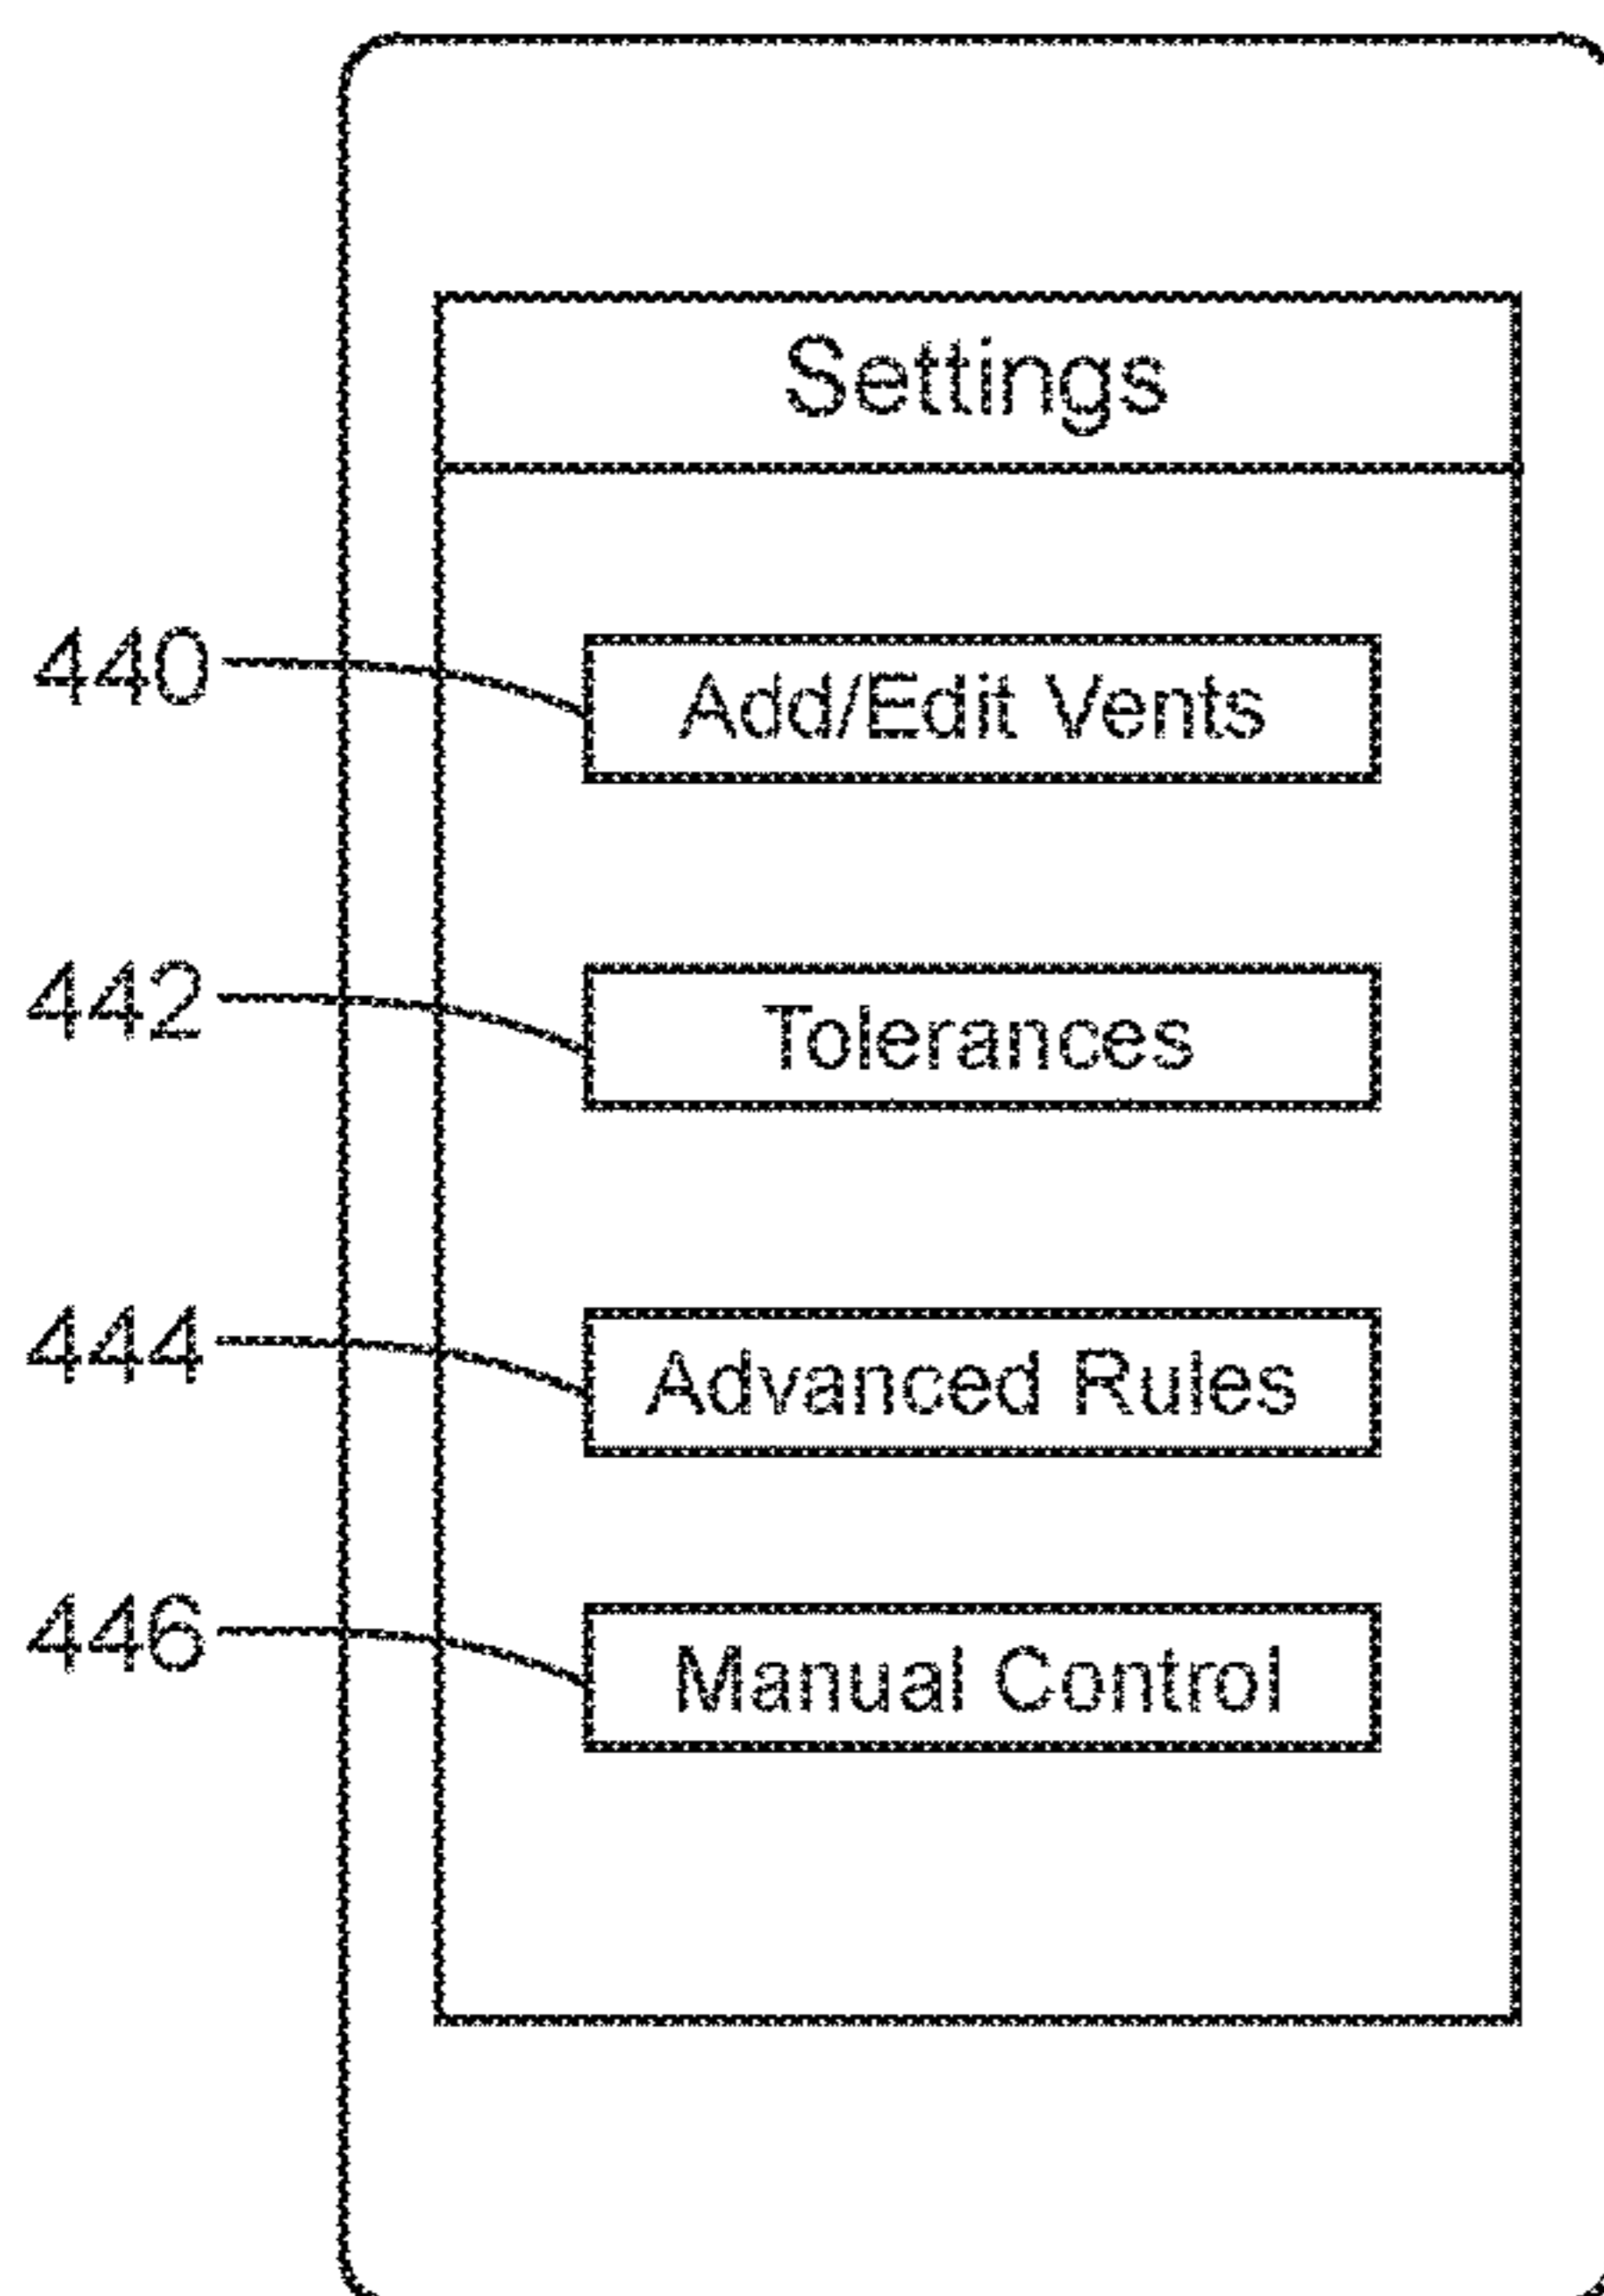 Settings
440 Add/Edit Vents
442 Tolerances
444 Advanced Rules
446 Manual Control